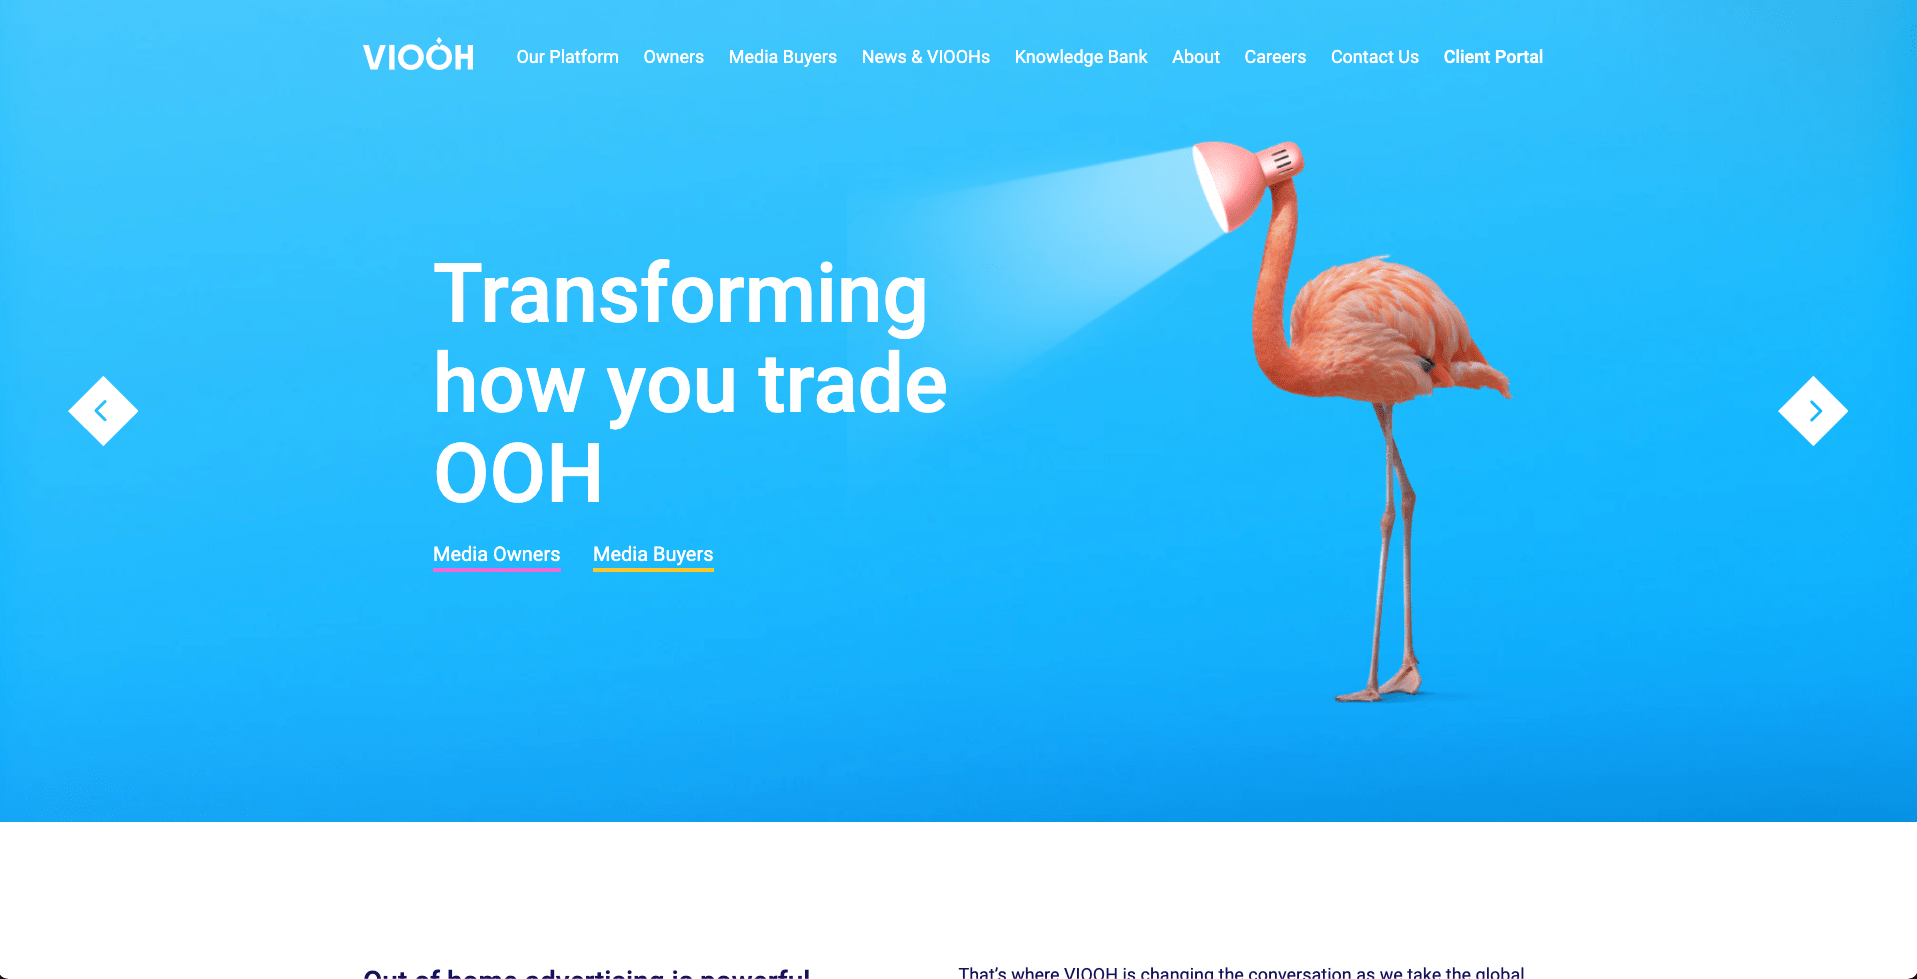 VIOOH
Our Platform Owners Media Buyers News & VIOOHs Knowledge Bank About Careers Contact Us Client Portal
Transforming
how you trade
OOH
Media Owners Media Buyers
Out of home advertising is powerful
That's where VIOOH is changing the conversation as we take the global